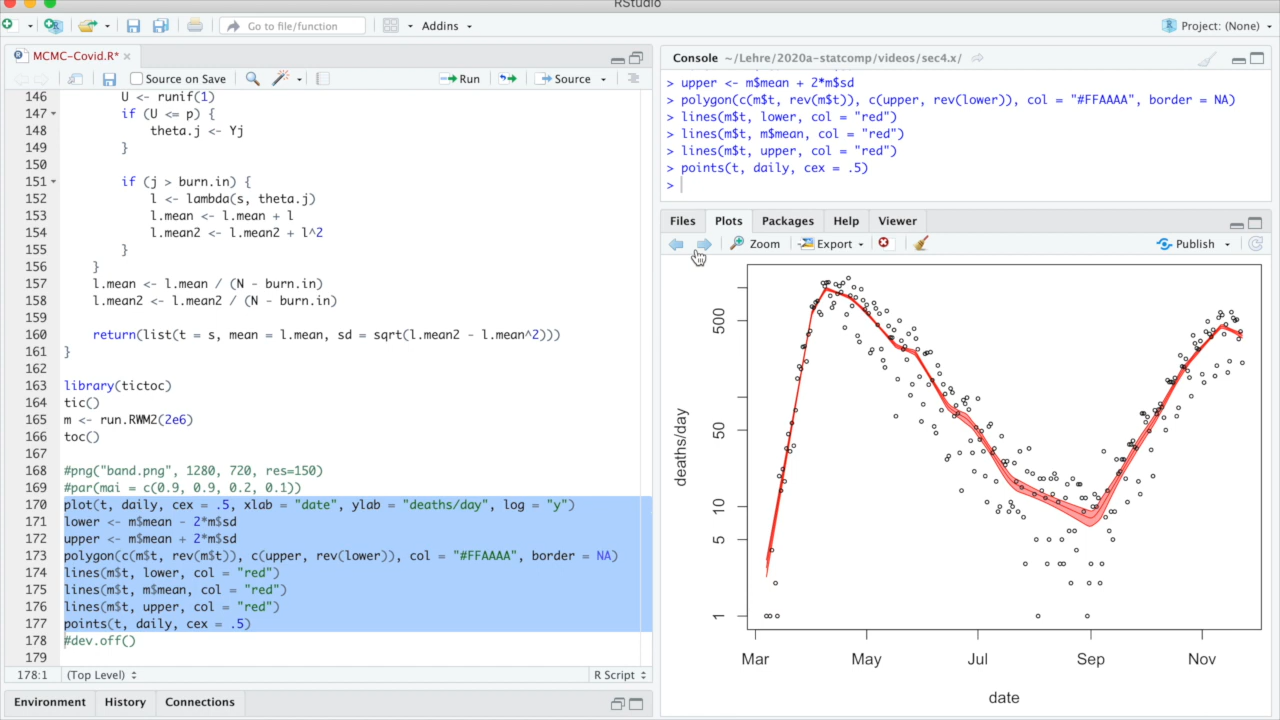 RStudio
Go to file/function
Addins
Project: (None)
MCMC-Covid.R*
Source on Save
Run
Source
146 U <- runif(1)
147 if (U <= p) {
148 theta.j <- Yj
149 }
150
151 if (j > burn.in) {
152 l <- lambda(s, theta.j)
153 l.mean <- l.mean + l
154 l.mean2 <- l.mean2 + l^2
155 }
156 }
157 l.mean <- l.mean / (N - burn.in)
158 l.mean2 <- l.mean2 / (N - burn.in)
159
160 return(list(t = s, mean = l.mean, sd = sqrt(l.mean2 - l.mean^2)))
161 }
162
163 library(tictoc)
164 tic()
165 m <- run.RWM2(2e6)
166 toc()
167
168 #png("band.png", 1280, 720, res=150)
169 #par(mai = c(0.9, 0.9, 0.2, 0.1))
170 plot(t, daily, cex = .5, xlab = "date", ylab = "deaths/day", log = "y")
171 lower <- m$mean - 2*m$sd
172 upper <- m$mean + 2*m$sd
173 polygon(c(m$t, rev(m$t)), c(upper, rev(lower)), col = "#FFAAAA", border = NA)
174 lines(m$t, lower, col = "red")
175 lines(m$t, m$mean, col = "red")
176 lines(m$t, upper, col = "red")
177 points(t, daily, cex = .5)
178 #dev.off()
179
178:1 (Top Level) R Script
Environment History Connections
Console ~/Lehre/2020a-statcomp/videos/sec4.x/
> upper <- m$mean + 2*m$sd
> polygon(c(m$t, rev(m$t)), c(upper, rev(lower)), col = "#FFAAAA", border = NA)
> lines(m$t, lower, col = "red")
> lines(m$t, m$mean, col = "red")
> lines(m$t, upper, col = "red")
> points(t, daily, cex = .5)
>
Files Plots Packages Help Viewer
Zoom Export Publish
deaths/day
500
50
10
5
1
Mar May Jul Sep Nov
date